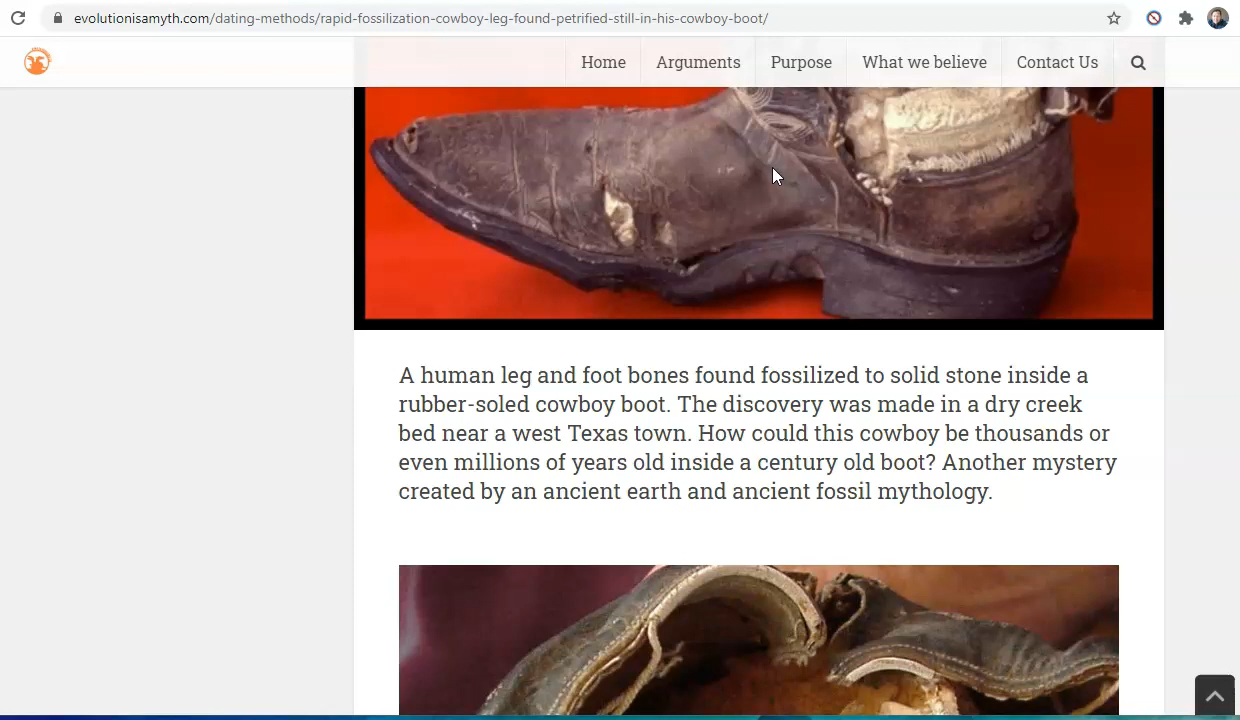 evolutionisamyth.com/dating-methods/rapid-fossilization-cowboy-leg-found-petrified-still-in-his-cowboy-boot/
Home Arguments Purpose What we believe Contact Us
A human leg and foot bones found fossilized to solid stone inside a
rubber-soled cowboy boot. The discovery was made in a dry creek
bed near a west Texas town. How could this cowboy be thousands or
even millions of years old inside a century old boot? Another mystery
created by an ancient earth and ancient fossil mythology.